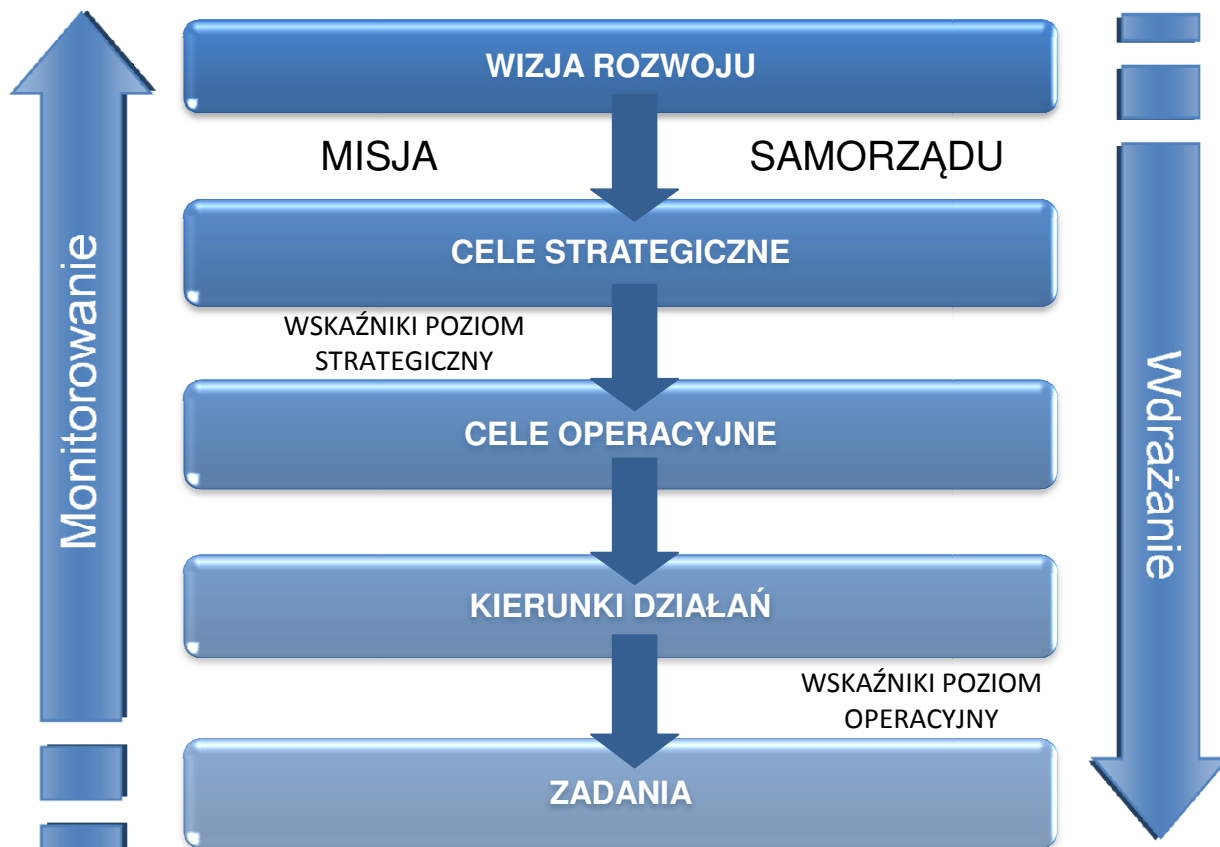 WIZJA ROZWOJU
MISJA SAMORZĄDU
CELE STRATEGICZNE
WSKAŹNIKI POZIOM
STRATEGICZNY
CELE OPERACYJNE
KIERUNKI DZIAŁAŃ
WSKAŹNIKI POZIOM
OPERACYJNY
ZADANIA
Monitorowanie
Wdrażanie